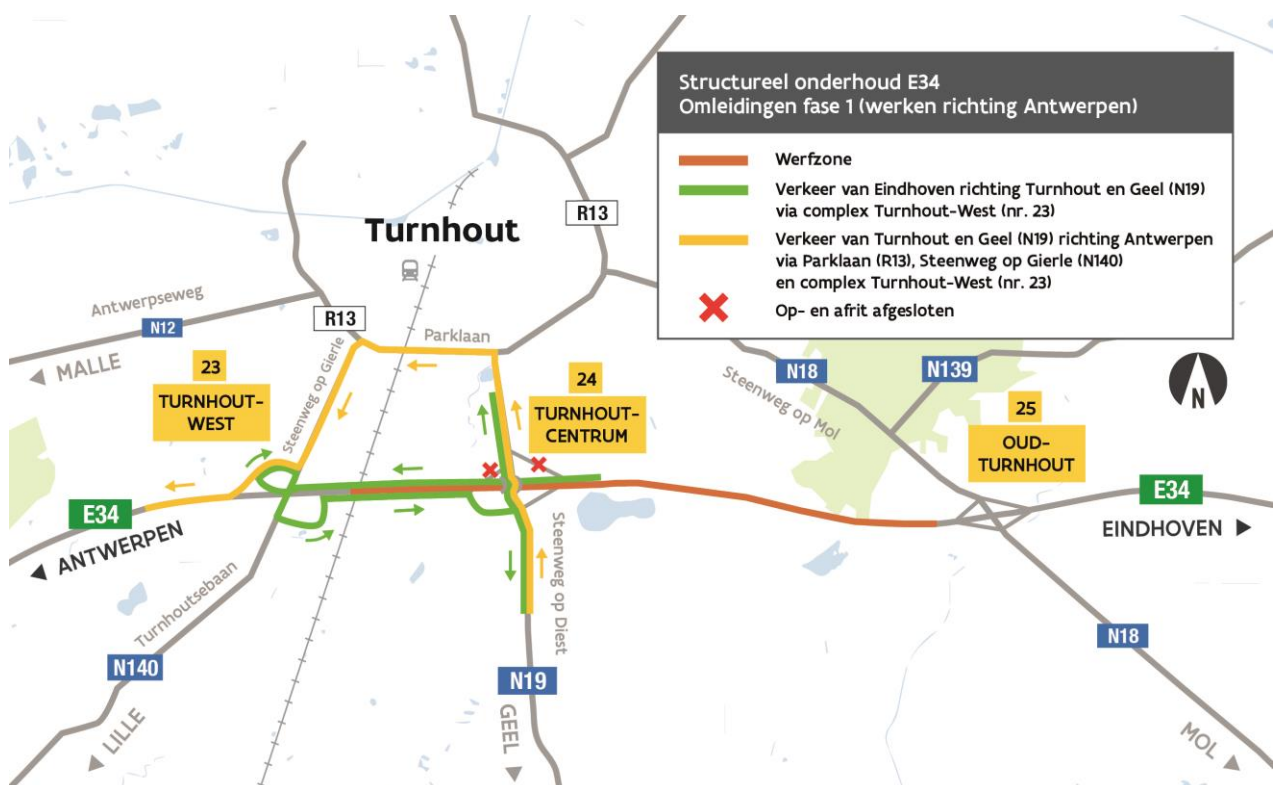 Structureel onderhoud E34
Omleidingen fase 1 (werken richting Antwerpen)
Werfzone
Verkeer van Eindhoven richting Turnhout en Geel (N19)
via complex Turnhout-West (nr. 23)
Verkeer van Turnhout en Geel (N19) richting Antwerpen
via Parklaan (R13), Steenweg op Gierle (N140)
en complex Turnhout-West (nr. 23)
Op- en afrit afgesloten
R13
Turnhout
Antwerpseweg
N12
MALLE
R13
Parklaan
Steenweg op Gierle
23
TURNHOUT-
WEST
24
TURNHOUT-
CENTRUM
Steenweg op Mol
N18
N139
N
25
OUD-
TURNHOUT
E34
ANTWERPEN
E34
EINDHOVEN
Steenweg op Diest
Turnhoutsebaan
N140
LILLE
N19
GEEL
N18
MOL